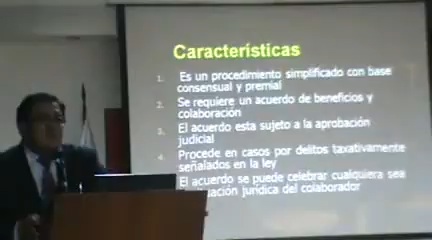 Características
1. Es un procedimiento simplificado con base
consensual y premial
2. Se requiere un acuerdo de beneficios y
colaboración
3. El acuerdo esta sujeto a la aprobación
judicial
4. Procede en casos por delitos taxativamente
señalados en la ley
El acuerdo se puede celebrar cualquiera sea
jurídica del colaborador